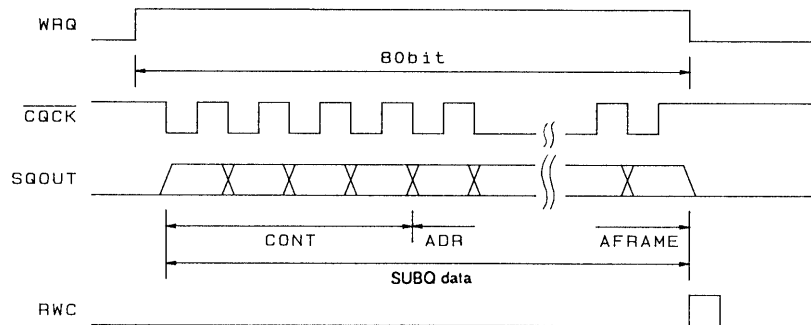 WRQ
80bit
CQCK
SQOUT
CONT ADR AFRAME
SUBQ data
RWC